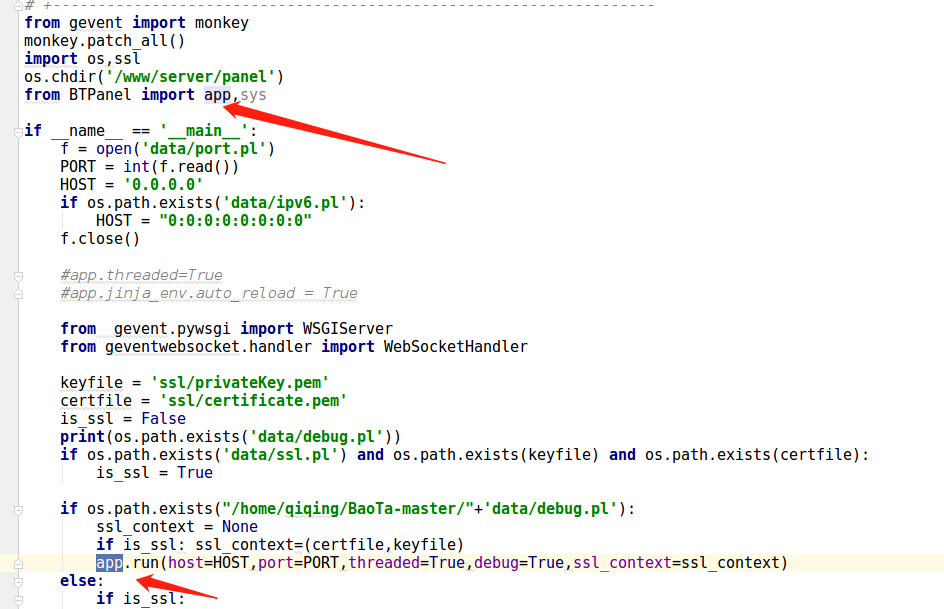 # +-------------------------------------------------------------------
from gevent import monkey
monkey.patch_all()
import os,ssl
os.chdir('/www/server/panel')
from BTPanel import app,sys
if __name__ == '__main__':
    f = open('data/port.pl')
    PORT = int(f.read())
    HOST = '0.0.0.0'
    if os.path.exists('data/ipv6.pl'):
        HOST = "0:0:0:0:0:0:0:0"
    f.close()
    #app.threaded=True
    #app.jinja_env.auto_reload = True
    from  gevent.pywsgi import WSGIServer
    from geventwebsocket.handler import WebSocketHandler
    keyfile = 'ssl/privateKey.pem'
    certfile = 'ssl/certificate.pem'
    is_ssl = False
    print(os.path.exists('data/debug.pl'))
    if os.path.exists('data/ssl.pl') and os.path.exists(keyfile) and os.path.exists(certfile):
        is_ssl = True
    if os.path.exists("/home/qiqing/BaoTa-master/"+'data/debug.pl'):
        ssl_context = None
        if is_ssl: ssl_context=(certfile,keyfile)
        app.run(host=HOST,port=PORT,threaded=True,debug=True,ssl_context=ssl_context)
    else:
        if is_ssl: